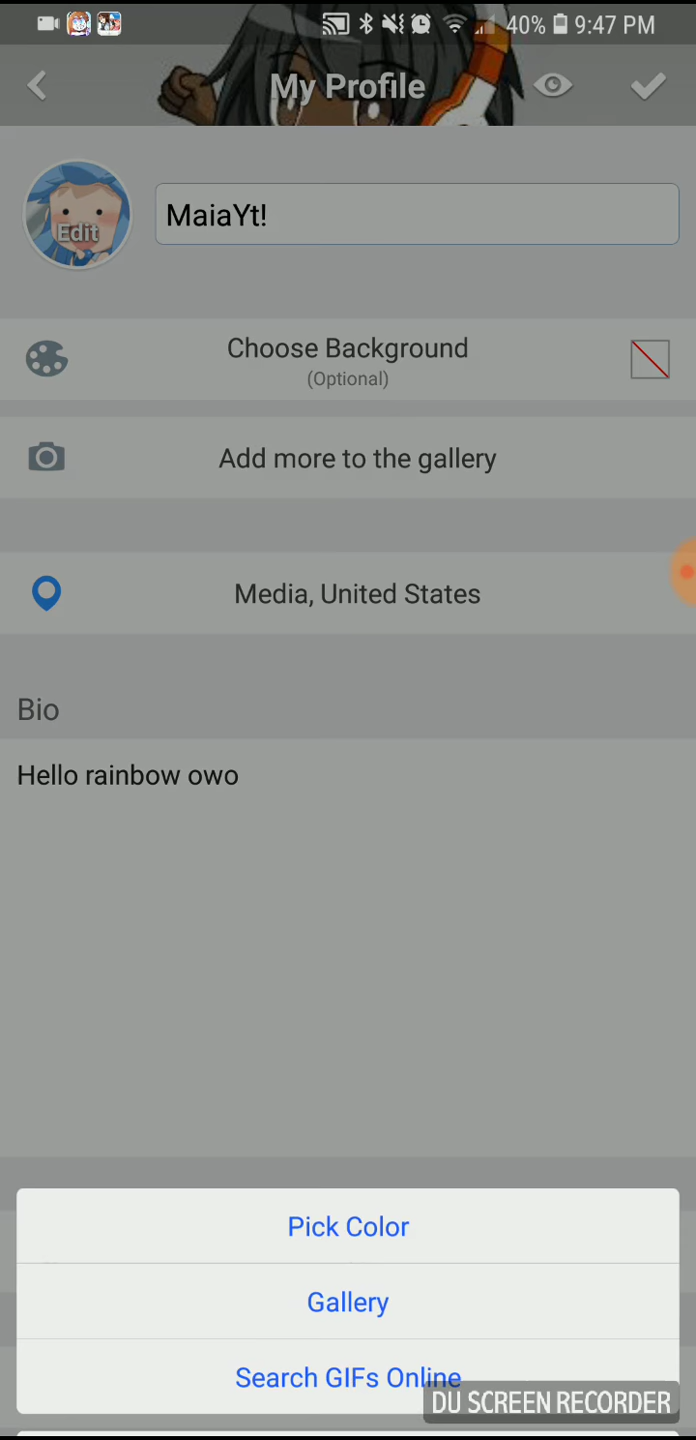 40% 9:47 PM
My Profile
Edit
MaiaYt!
Choose Background
(Optional)
Add more to the gallery
Media, United States
Bio
Hello rainbow owo
Pick Color
Gallery
Search GIFs Online
DU SCREEN RECORDER